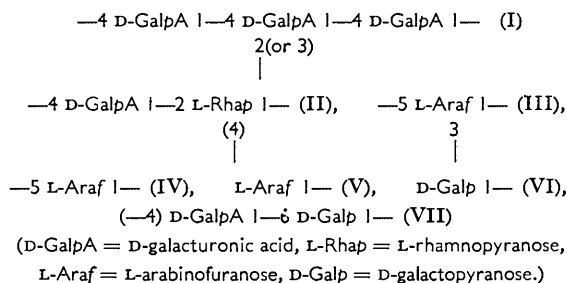 —4 D-GalpA 1—4 D-GalpA 1—4 D-GalpA 1— (I)
2(or 3)
|
—4 D-GalpA 1—2 L-Rhap 1— (II), —5 L-Araf 1— (III),
(4) 3
| |
—5 L-Araf 1— (IV), L-Araf 1— (V), D-Galp 1— (VI),
(—4) D-GalpA 1—6 D-Galp 1— (VII)
(D-GalpA = D-galacturonic acid, L-Rhap = L-rhamnopyranose,
L-Araf = L-arabinofuranose, D-Galp = D-galactopyranose.)